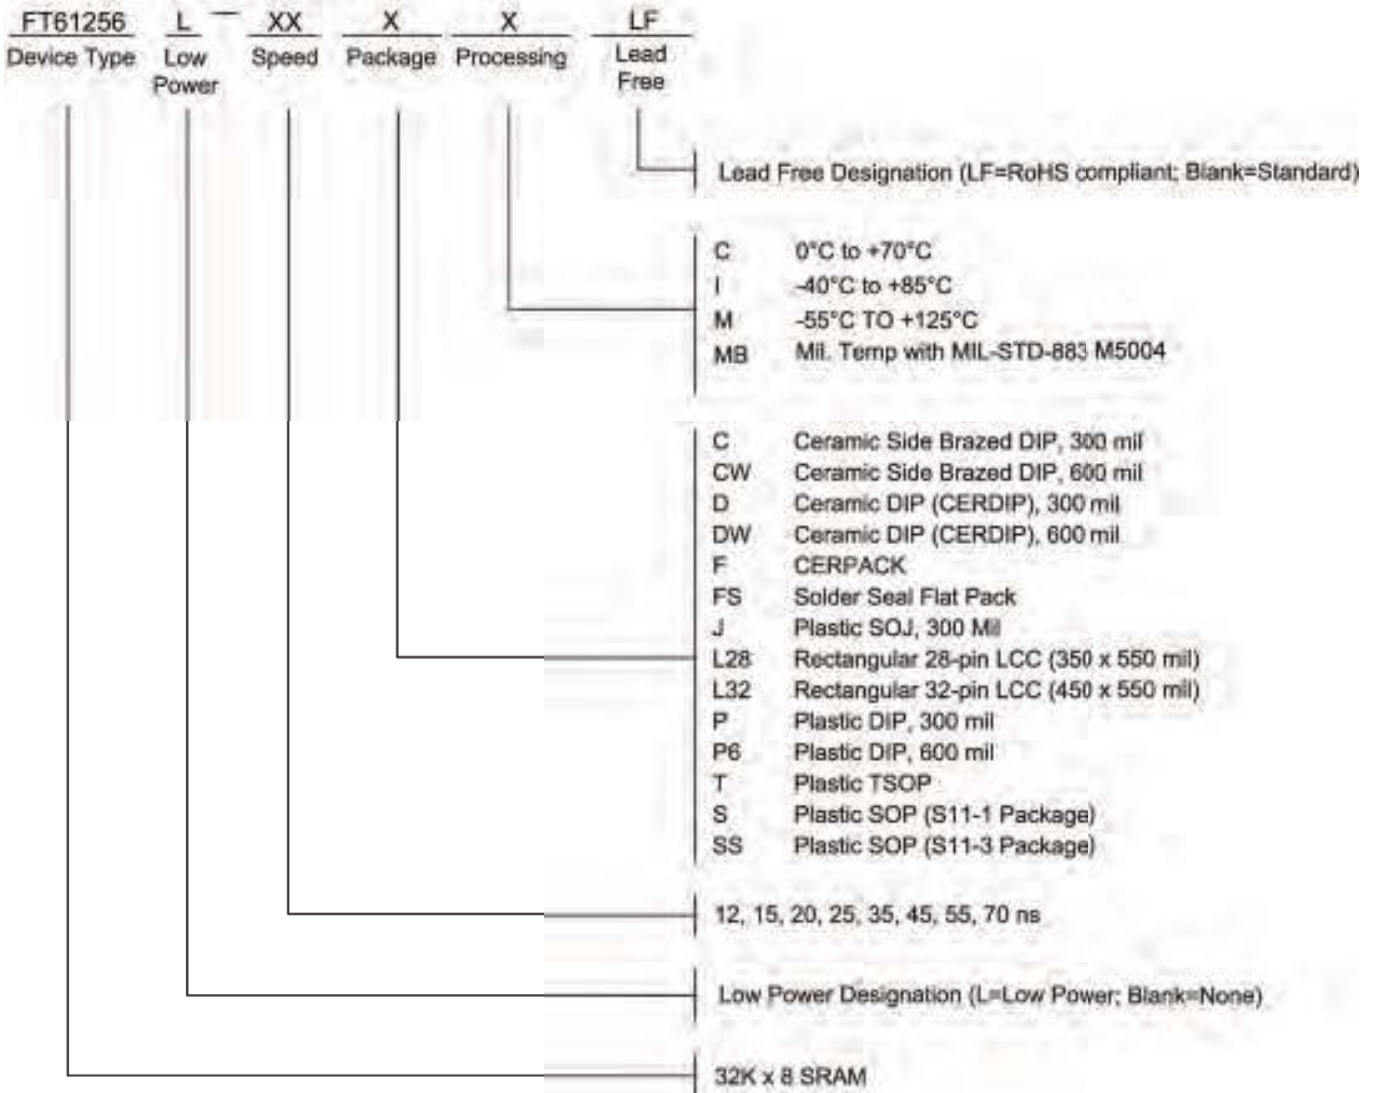 FT61256 L — XX X X LF
Device Type Low Power Speed Package Processing Lead Free
Lead Free Designation (LF=RoHS compliant; Blank=Standard)
C 0°C to +70°C
I -40°C to +85°C
M -55°C TO +125°C
MB Mil. Temp with MIL-STD-883 M5004
C Ceramic Side Brazed DIP, 300 mil
CW Ceramic Side Brazed DIP, 600 mil
D Ceramic DIP (CERDIP), 300 mil
DW Ceramic DIP (CERDIP), 600 mil
F CERPACK
FS Solder Seal Flat Pack
J Plastic SOJ, 300 Mil
L28 Rectangular 28-pin LCC (350 x 550 mil)
L32 Rectangular 32-pin LCC (450 x 550 mil)
P Plastic DIP, 300 mil
P6 Plastic DIP, 600 mil
T Plastic TSOP
S Plastic SOP (S11-1 Package)
SS Plastic SOP (S11-3 Package)
12, 15, 20, 25, 35, 45, 55, 70 ns
Low Power Designation (L=Low Power; Blank=None)
32K x 8 SRAM